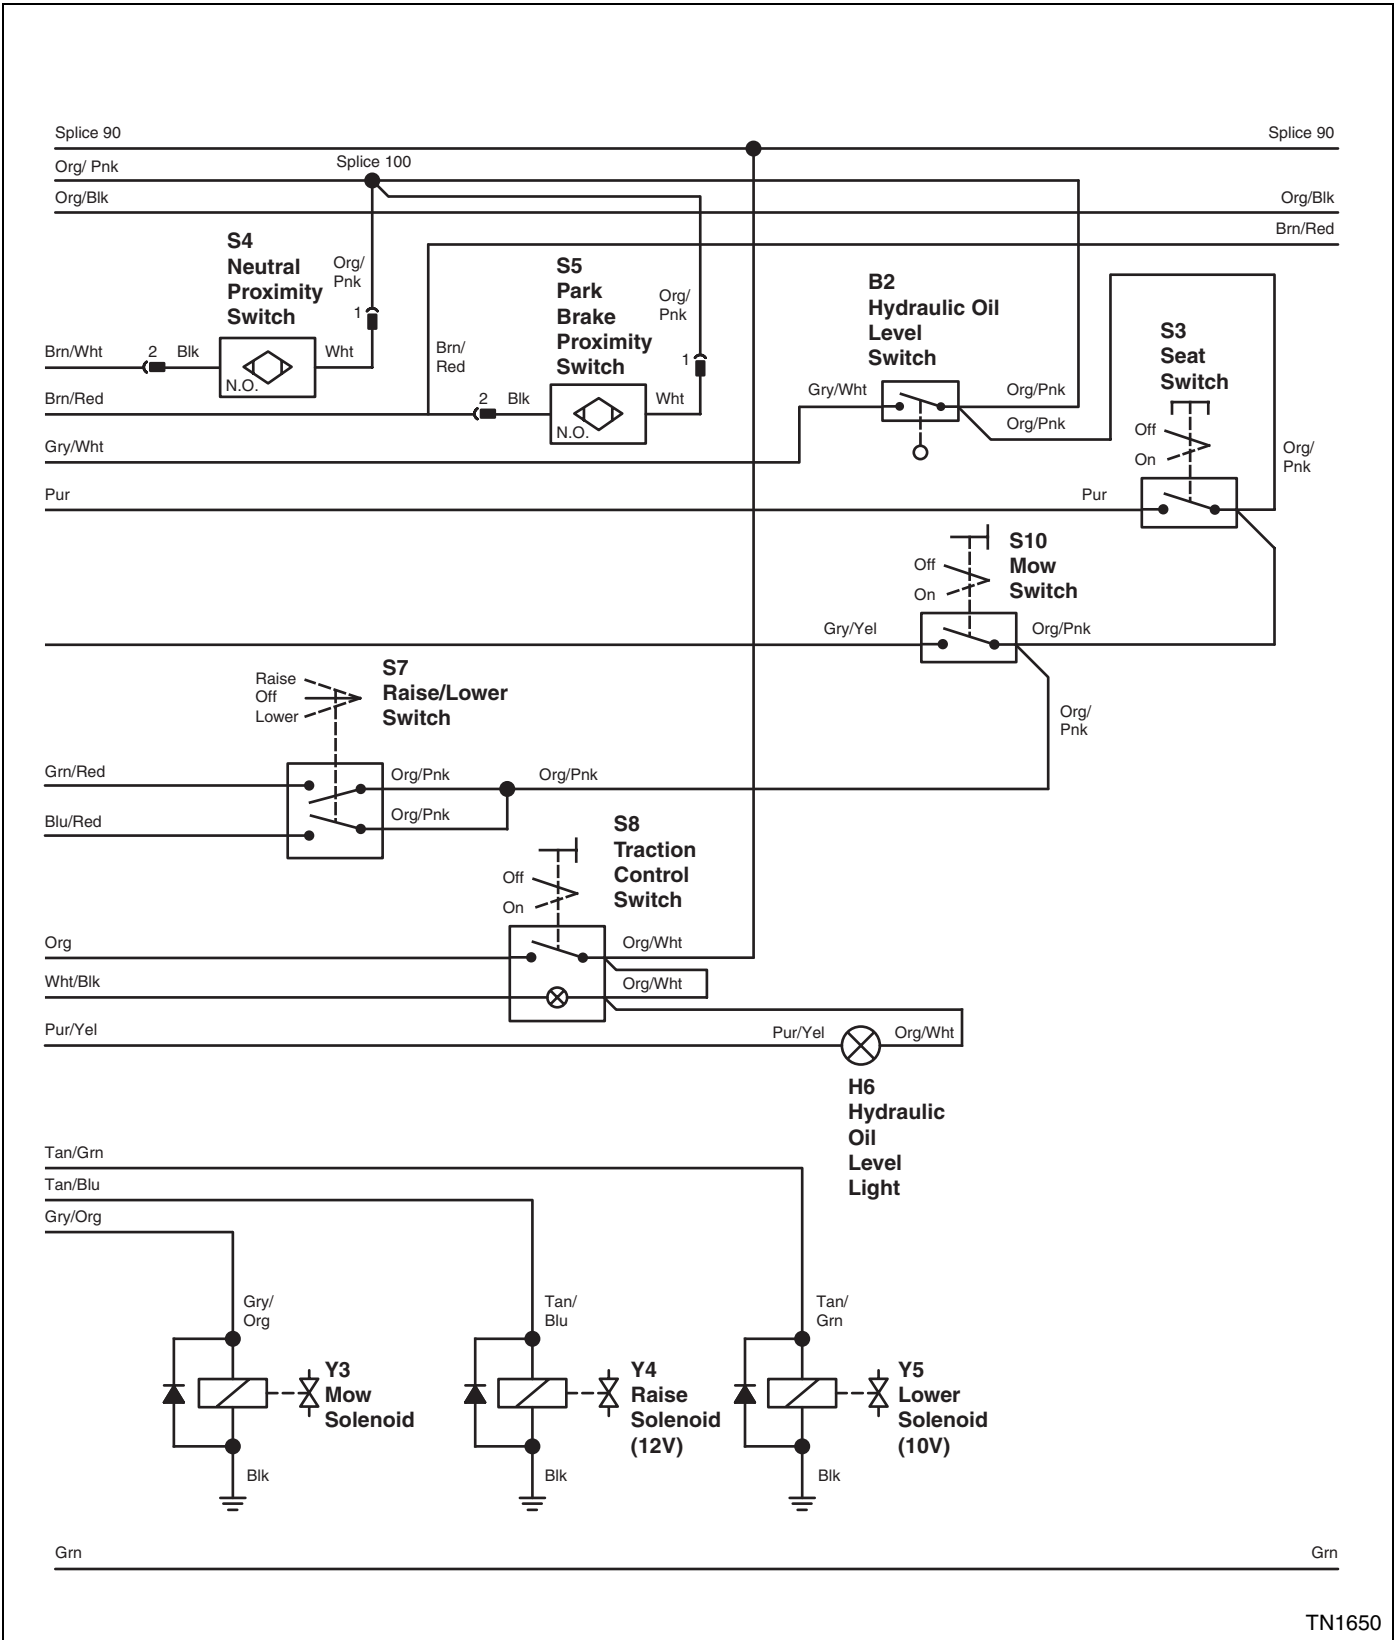 Splice 90
Splice 90
Org/ Pnk
Splice 100
Org/Blk
Org/Blk
Brn/Red
S4
Neutral
Proximity
Switch
Org/
Pnk
1
Brn/Wht
2
Blk
Wht
N.O.
Brn/
Red
S5
Park
Brake
Proximity
Switch
Org/
Pnk
1
Brn/Red
2
Blk
Wht
N.O.
B2
Hydraulic Oil
Level
Switch
Gry/Wht
Org/Pnk
Org/Pnk
S3
Seat
Switch
Off
On
Org/
Pnk
Gry/Wht
Pur
Pur
S10
Mow
Switch
Off
On
Gry/Yel
Org/Pnk
Org/
Pnk
S7
Raise/Lower
Switch
Raise
Off
Lower
Grn/Red
Org/Pnk
Org/Pnk
Blu/Red
Org/Pnk
S8
Traction
Control
Switch
Off
On
Org
Org/Wht
Wht/Blk
Org/Wht
Pur/Yel
Pur/Yel
Org/Wht
H6
Hydraulic
Oil
Level
Light
Tan/Grn
Tan/Blu
Gry/Org
Gry/
Org
Y3
Mow
Solenoid
Blk
Tan/
Blu
Y4
Raise
Solenoid
(12V)
Blk
Tan/
Grn
Y5
Lower
Solenoid
(10V)
Blk
Grn
Grn
TN1650